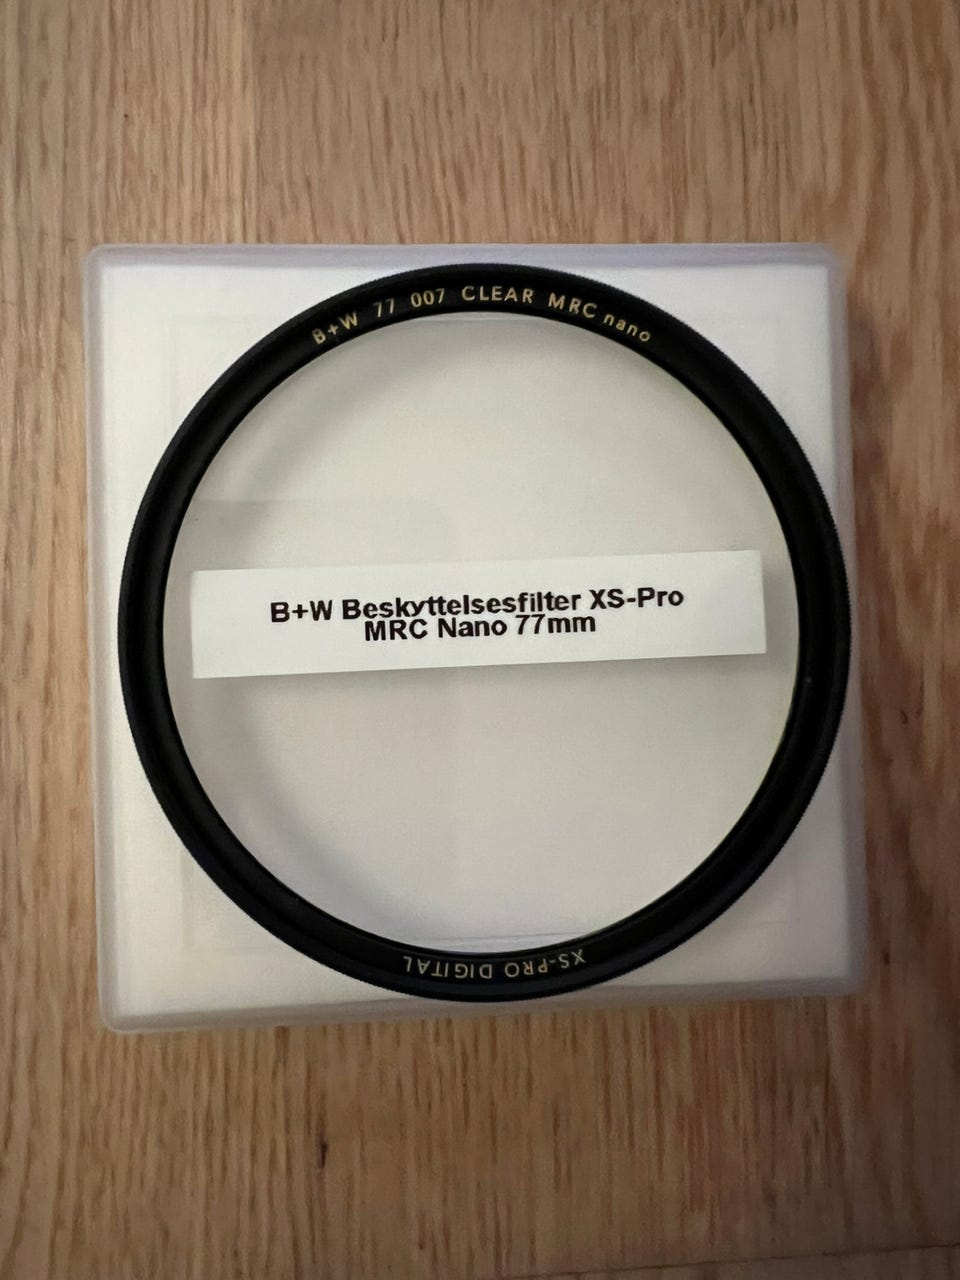 B+W 77 007 CLEAR MRC nano
B+W Beskyttelsesfilter XS-Pro
MRC Nano 77mm
XS-PRO DIGITAL